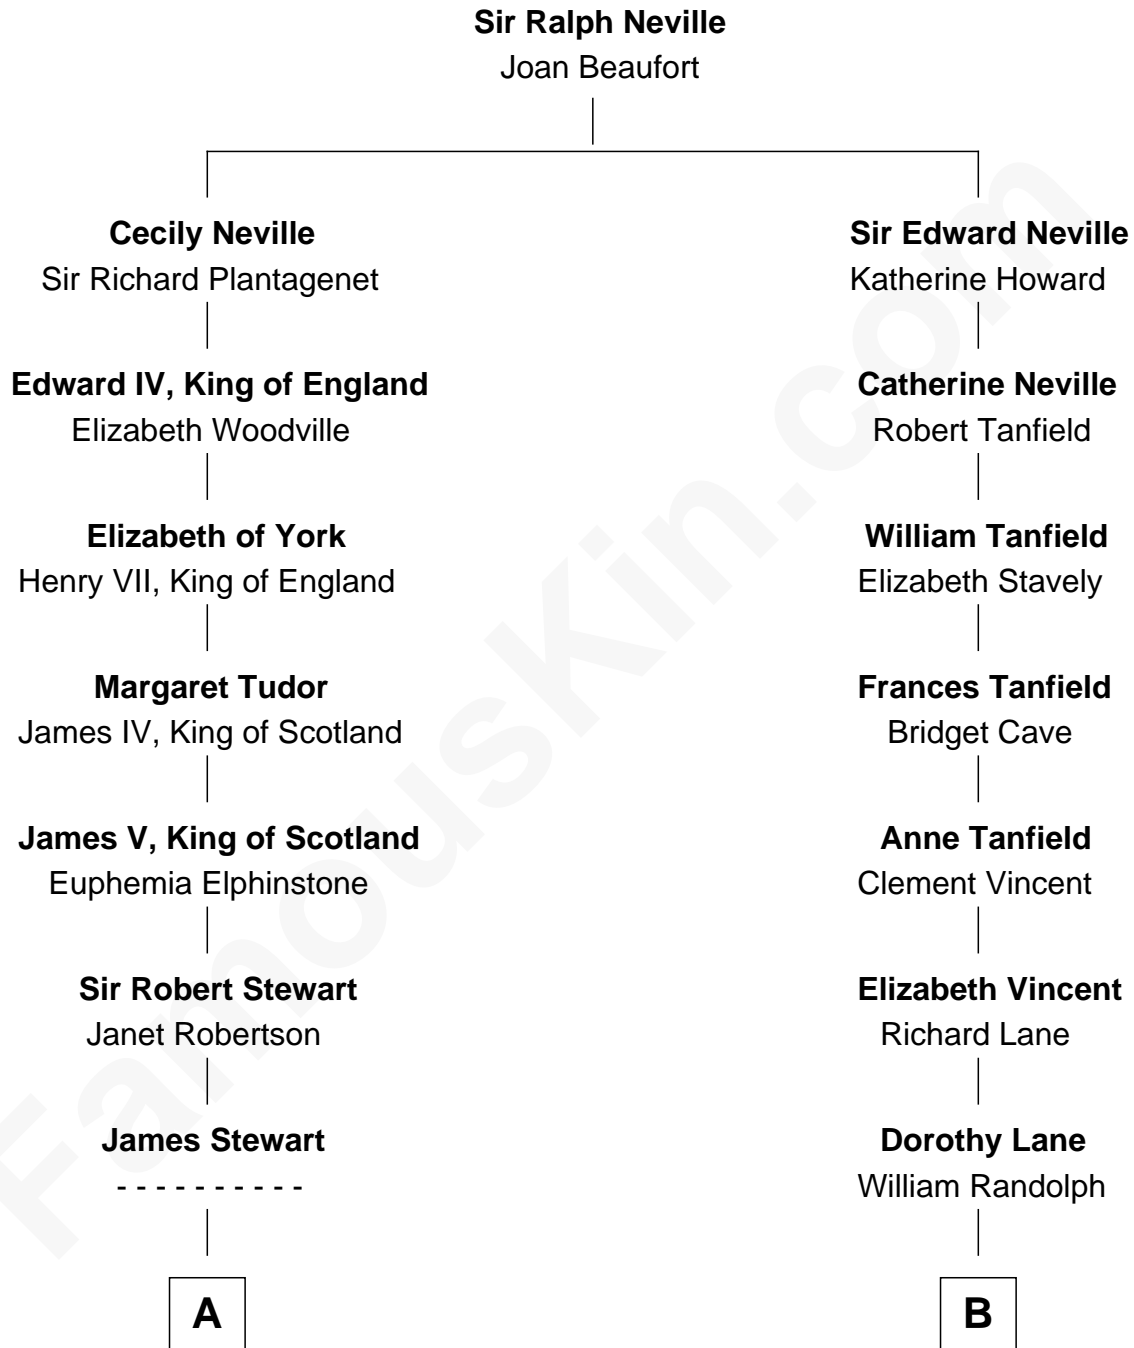 Sir Ralph Neville
Joan Beaufort
Cecily Neville
Sir Richard Plantagenet
Sir Edward Neville
Katherine Howard
Edward IV, King of England
Elizabeth Woodville
Catherine Neville
Robert Tanfield
Elizabeth of York
Henry VII, King of England
William Tanfield
Elizabeth Stavely
Margaret Tudor
James IV, King of Scotland
Frances Tanfield
Bridget Cave
James V, King of Scotland
Euphemia Elphinstone
Anne Tanfield
Clement Vincent
Sir Robert Stewart
Janet Robertson
Elizabeth Vincent
Richard Lane
James Stewart
- - - - - - - - - -
Dorothy Lane
William Randolph
A
B
FamousKin.com